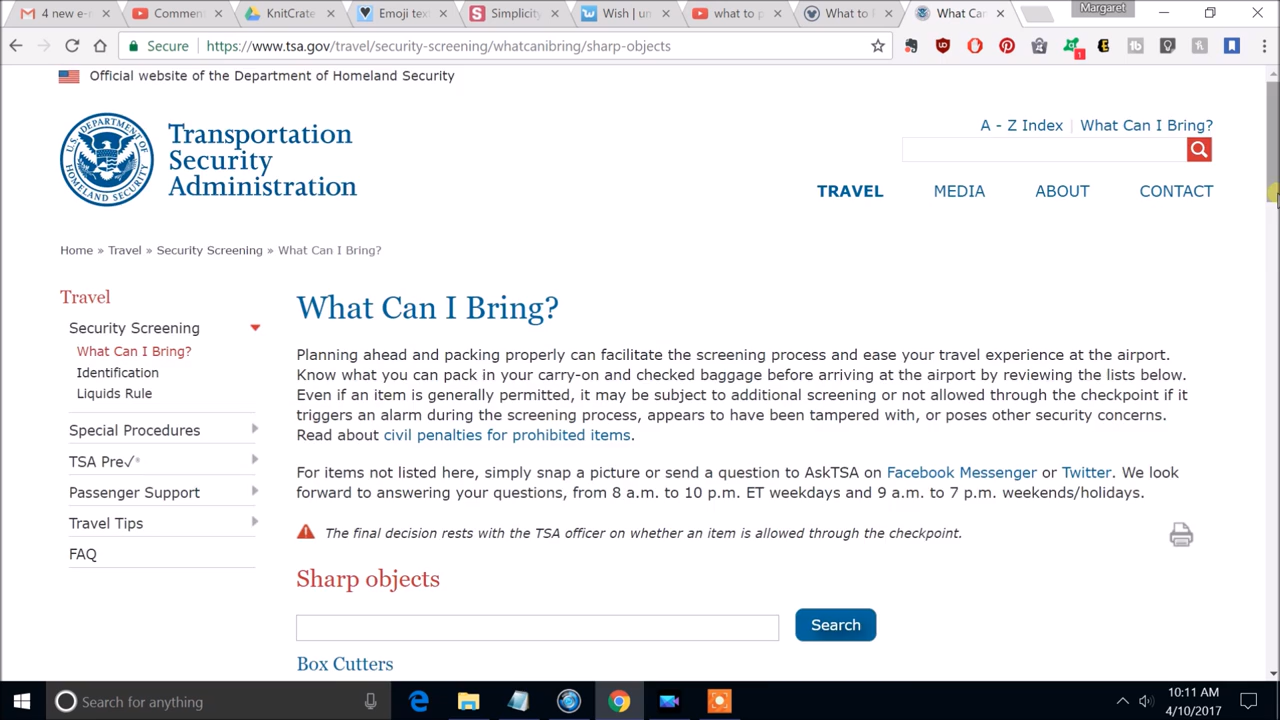 4 new e-
Comment
KnitCrate
Emoji text
Simplicity
Wish | un
what to p
What to P
What Can
Margaret
Secure https://www.tsa.gov/travel/security-screening/whatcanibring/sharp-objects
Official website of the Department of Homeland Security
Transportation
Security
Administration
U.S. DEPARTMENT OF HOMELAND SECURITY
A - Z Index | What Can I Bring?
TRAVEL MEDIA ABOUT CONTACT
Home » Travel » Security Screening » What Can I Bring?
Travel
Security Screening
What Can I Bring?
Identification
Liquids Rule
Special Procedures
TSA Pre✓®
Passenger Support
Travel Tips
FAQ
What Can I Bring?
Planning ahead and packing properly can facilitate the screening process and ease your travel experience at the airport.
Know what you can pack in your carry-on and checked baggage before arriving at the airport by reviewing the lists below.
Even if an item is generally permitted, it may be subject to additional screening or not allowed through the checkpoint if it
triggers an alarm during the screening process, appears to have been tampered with, or poses other security concerns.
Read about civil penalties for prohibited items.
For items not listed here, simply snap a picture or send a question to AskTSA on Facebook Messenger or Twitter. We look
forward to answering your questions, from 8 a.m. to 10 p.m. ET weekdays and 9 a.m. to 7 p.m. weekends/holidays.
The final decision rests with the TSA officer on whether an item is allowed through the checkpoint.
Sharp objects
Search
Box Cutters
Search for anything
10:11 AM
4/10/2017